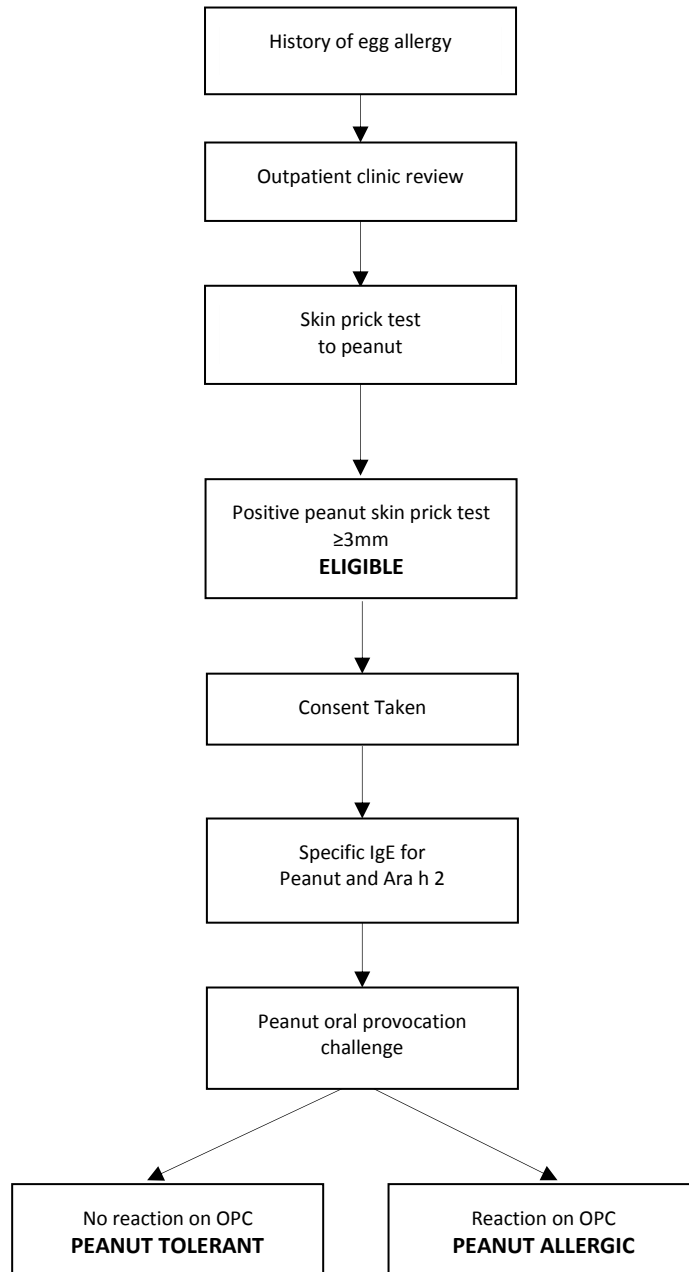 History of egg allergy
Outpatient clinic review
Skin prick test
to peanut
Positive peanut skin prick test
≥3mm
ELIGIBLE
Consent Taken
Specific IgE for
Peanut and Ara h 2
Peanut oral provocation
challenge
No reaction on OPC
PEANUT TOLERANT
Reaction on OPC
PEANUT ALLERGIC